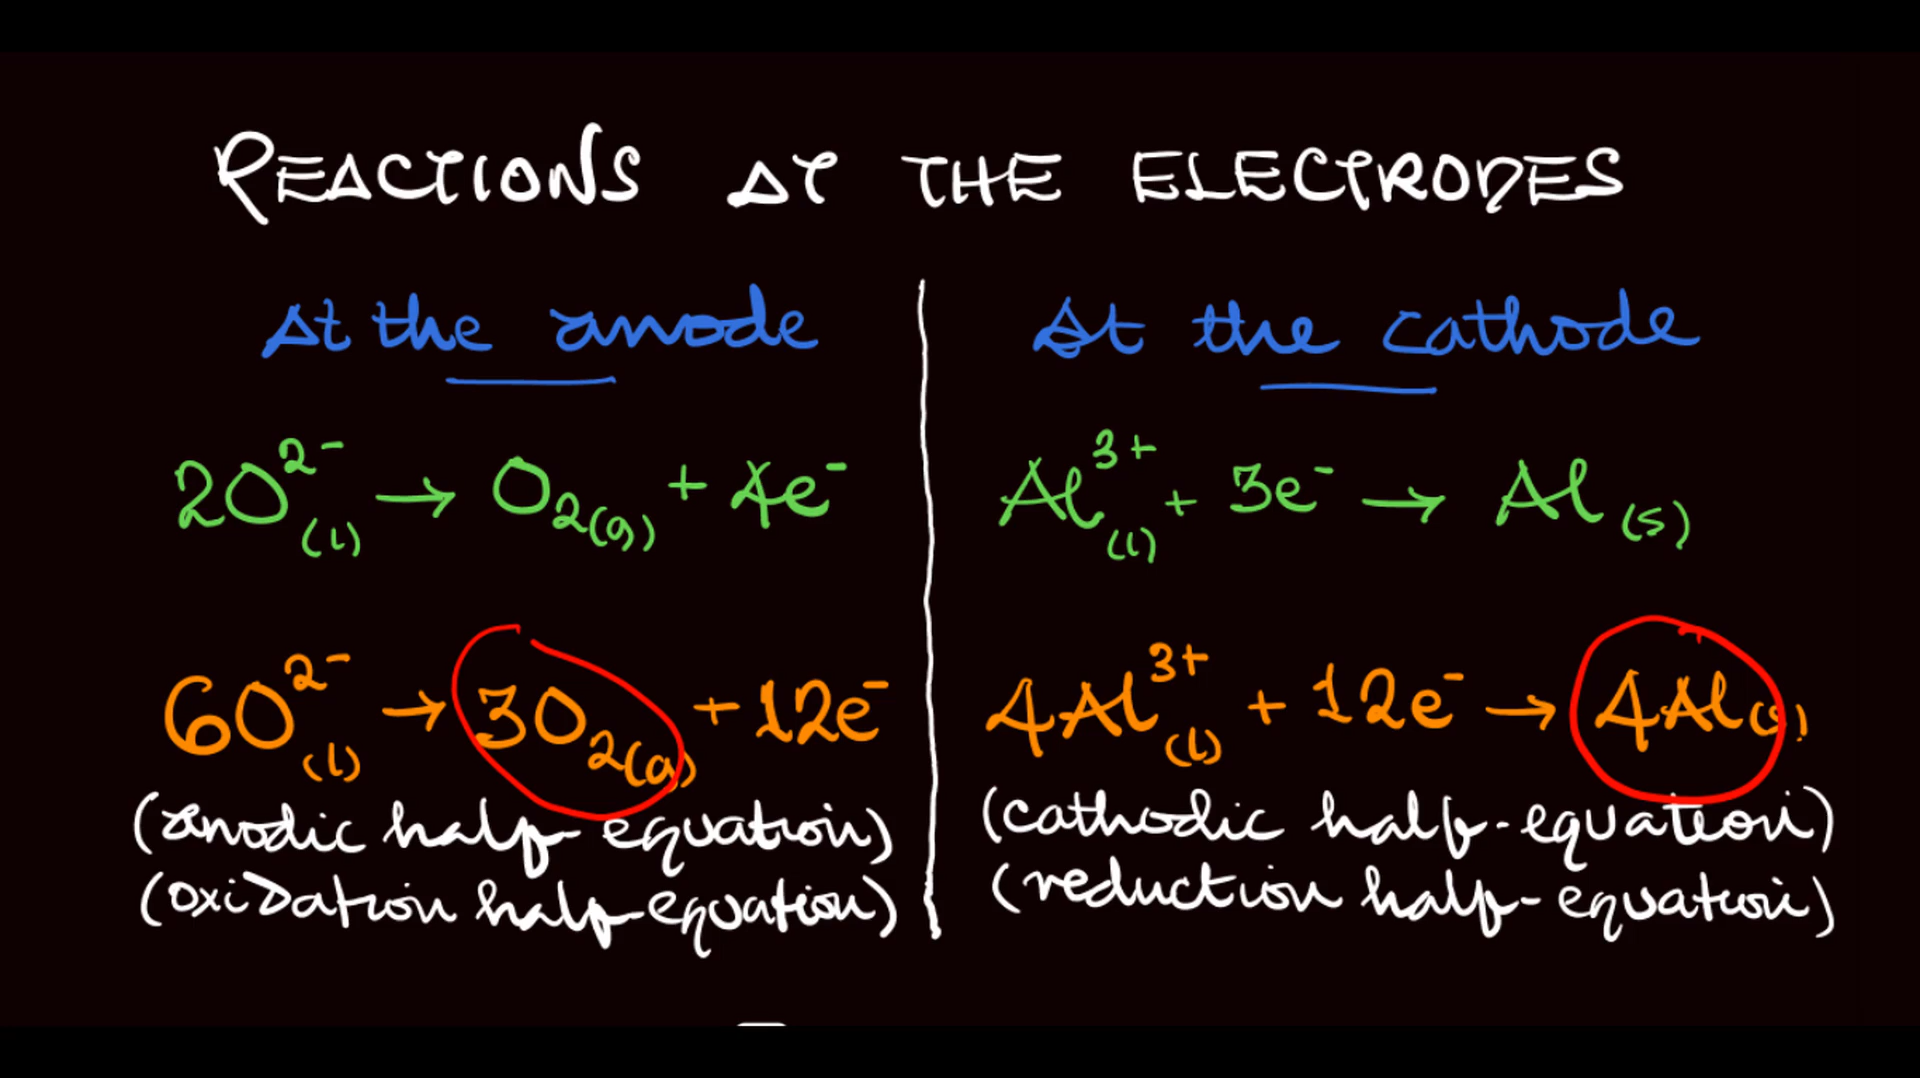 REACTIONS AT THE ELECTRODES
At the anode
2O²⁻(l) → O₂(g) + 4e⁻
6O²⁻(l) → 3O₂(g) + 12e⁻
(anodic half-equation)
(oxidation half-equation)
At the cathode
Al³⁺(l) + 3e⁻ → Al(s)
4Al³⁺(l) + 12e⁻ → 4Al(s)
(cathodic half-equation)
(reduction half-equation)